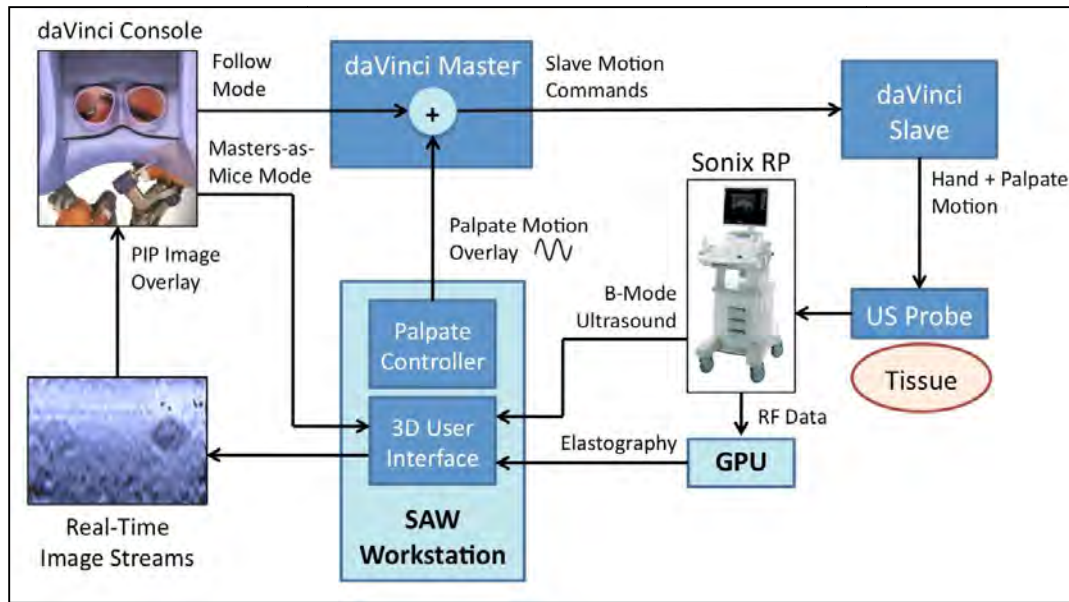 daVinci Console
Follow
Mode
Masters-as-
Mice Mode
PIP Image
Overlay
daVinci Master
+
Slave Motion
Commands
daVinci
Slave
Sonix RP
Hand + Palpate
Motion
Palpate Motion
Overlay
B-Mode
Ultrasound
US Probe
Tissue
Palpate
Controller
3D User
Interface
Elastography
RF Data
GPU
SAW
Workstation
Real-Time
Image Streams